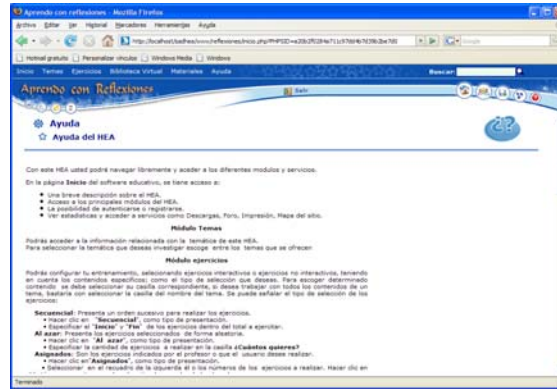 Aprendo con reflexiones - Mozilla Firefox
Archivo Editar Ver Historial Marcadores Herramientas Ayuda
Hotmail gratuito Personalizar vínculos Windows Media Windows
Inicio Temas Ejercicios Biblioteca Virtual Materiales Ayuda Buscar:
Aprendo con Reflexiones
Salir
Ayuda
Ayuda del HEA
Con este HEA usted podrá navegar libremente y acceder a los diferentes modulos y servicios.
En la página Inicio del software educativo, se tiene acceso a:
Una breve descripción sobre el HEA.
Acceso a los principales módulos del HEA.
La posibilidad de autenticarse o registrarse.
Ver estadísticas y acceder a servicios como Descargas, Foro, Impresión, Mapa del sitio.
Módulo Temas
Podrás acceder a la información relacionada con la temática de este HEA.
Para seleccionar la temática que deseas investigar escoge entre los temas que se ofrecen
Módulo ejercicios
Podrás configurar tu entrenamiento, seleccionando ejercicios interactivos o ejercicios no interactivos, teniendo
en cuenta los contenidos específicos; como el tipo de selección que deseas. Para escoger determinado
contenido se debe seleccionar su casilla correspondiente, si desea trabajar con todos los contenidos de un
tema, bastaría con seleccionar la casilla del nombre del tema. Se puede señalar el tipo de selección de los
ejercicios:
Secuencial: Presenta un orden sucesivo para realizar los ejercicios.
Hacer clic en "Secuencial", como tipo de presentación.
Especificar el "Inicio" y "Fin" de los ejercicios dentro del total a ejercitar.
Al azar: Presenta los ejercicios seleccionados de forma aleatoria.
Hacer clic en "Al azar", como tipo de presentación.
Especificar la cantidad de ejercicios a realizar en la casilla ¿Cuántos quieres?
Asignados: Son los ejercicios indicados por el profesor o que el usuario desee realizar.
Hacer clic en"Asignados", como tipo de presentación.
Seleccionar en el recuadro de la izquierda él o los números de los ejercicios a realizar. Hacer clic en
Terminado